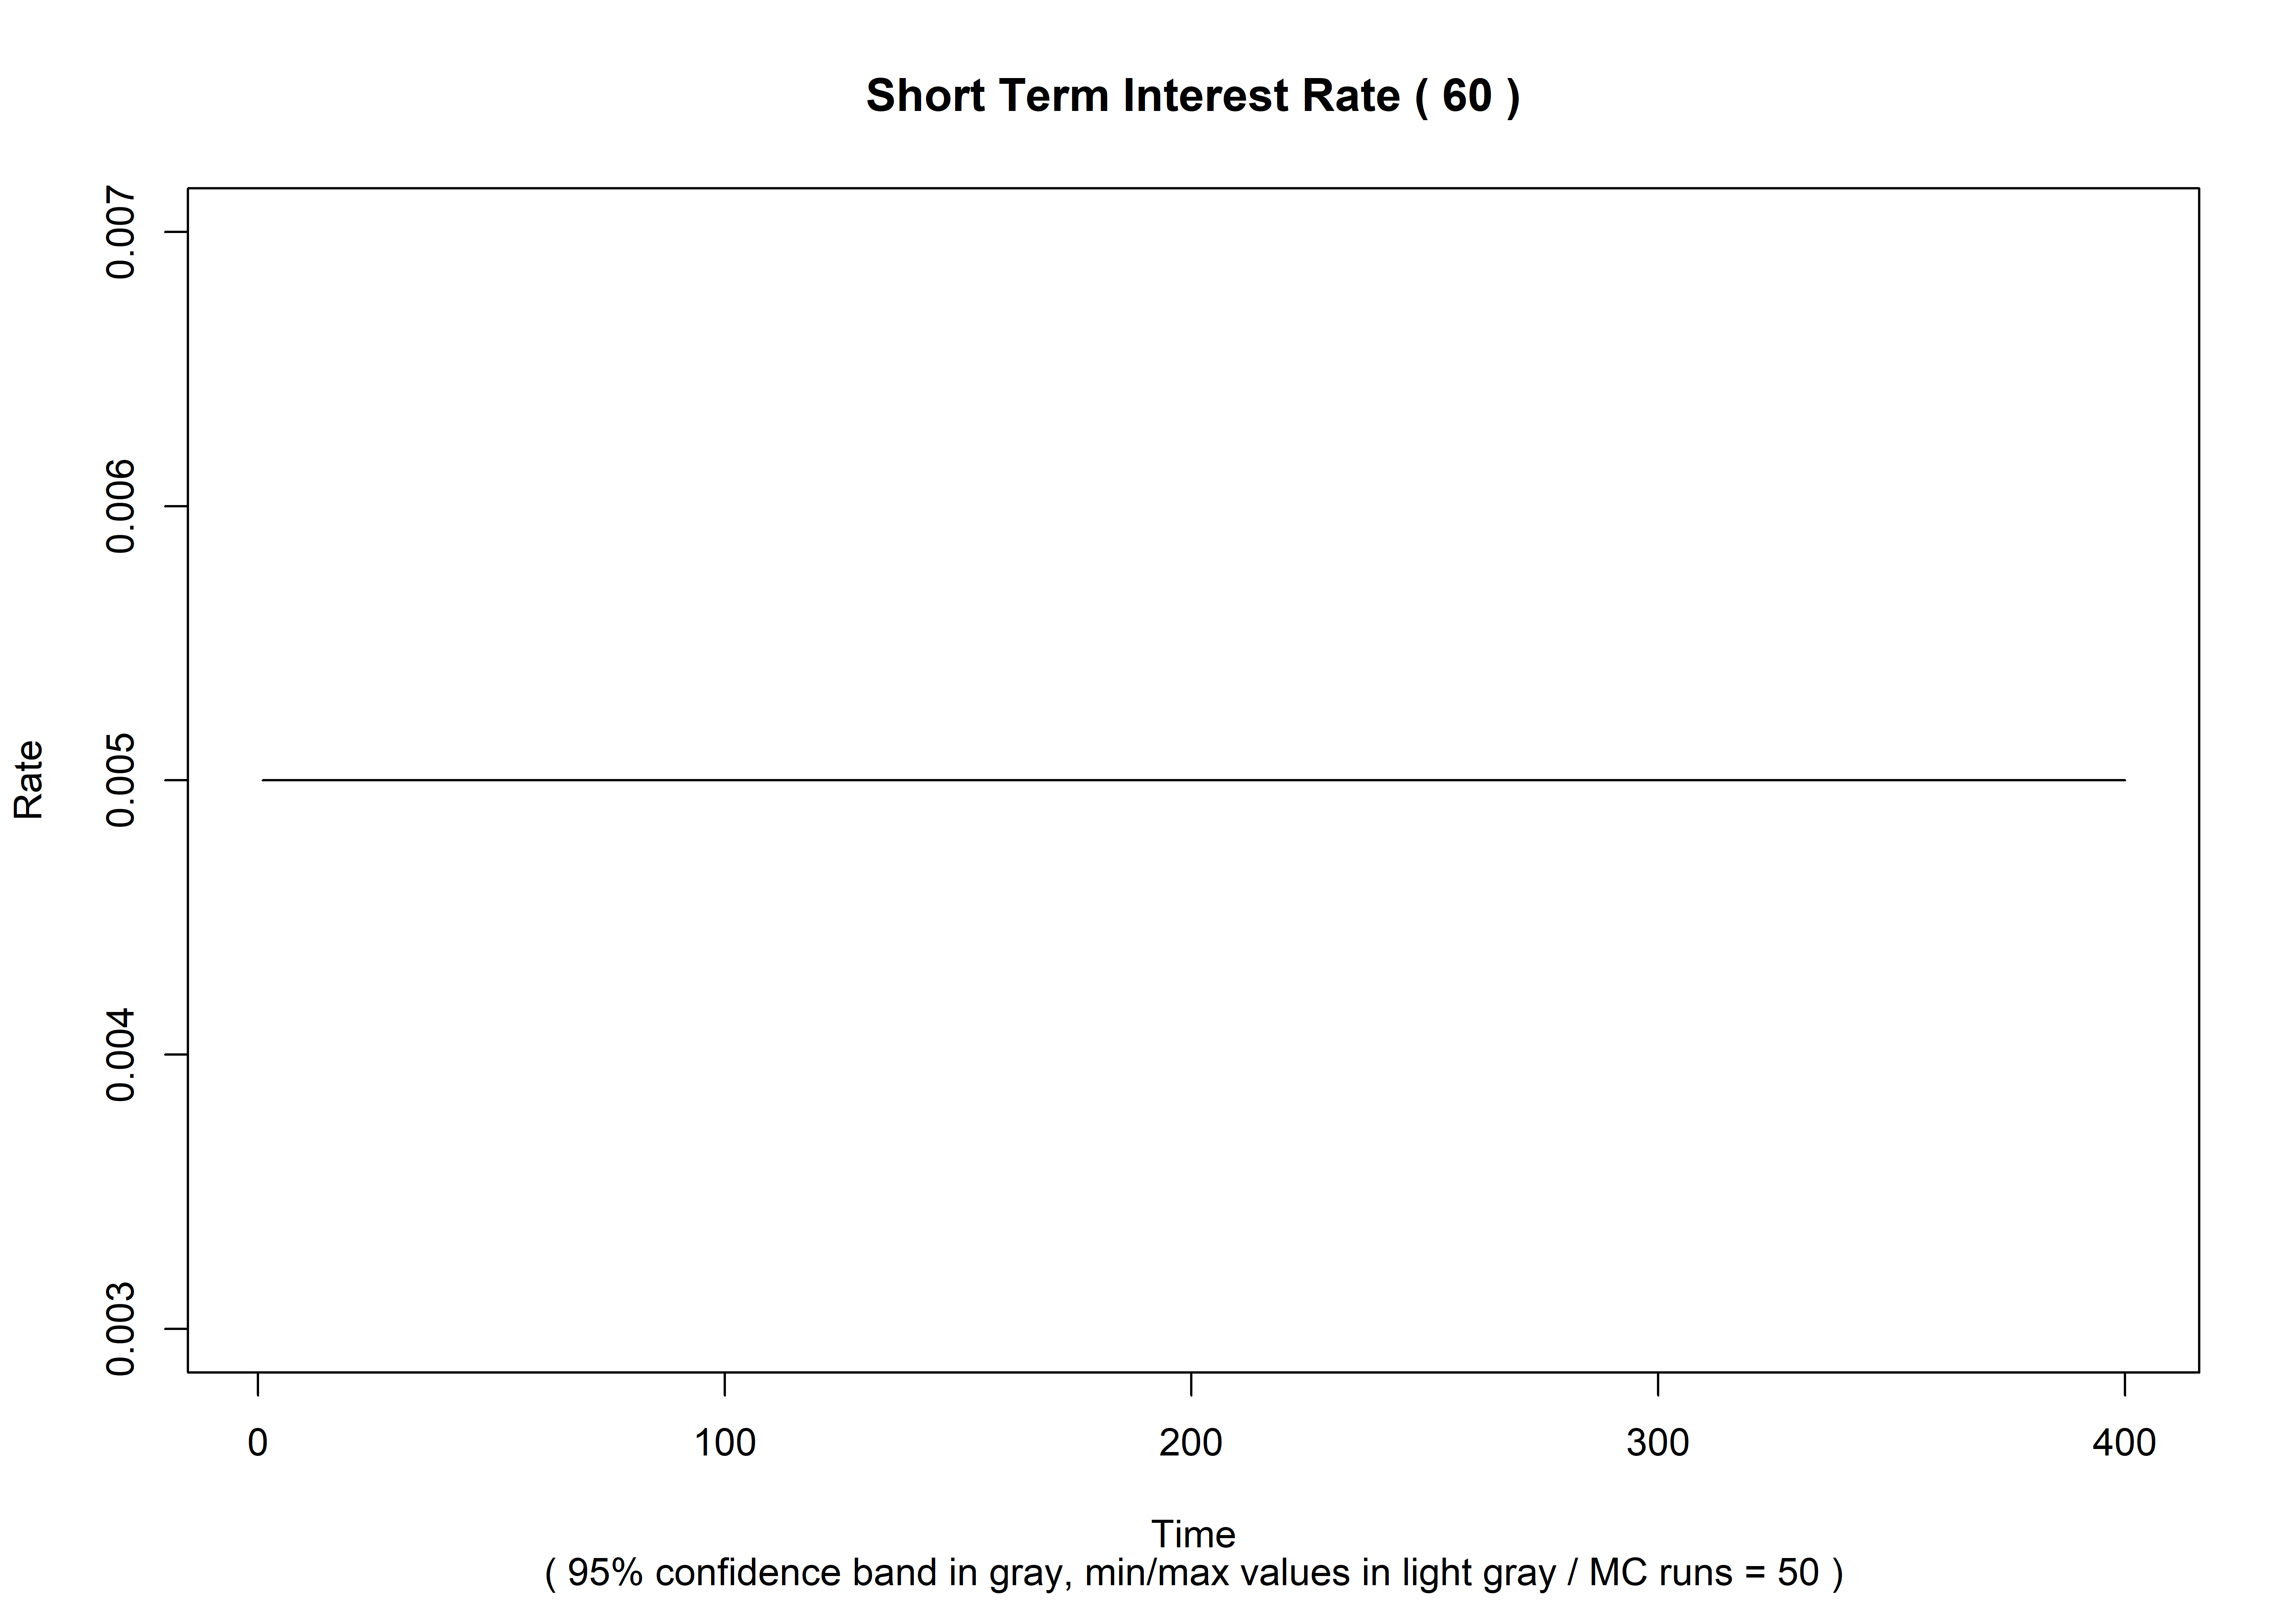 Short Term Interest Rate ( 60 )
0.007
0.006
0.005
0.004
0.003
Rate
0 100 200 300 400
Time
( 95% confidence band in gray, min/max values in light gray / MC runs = 50 )